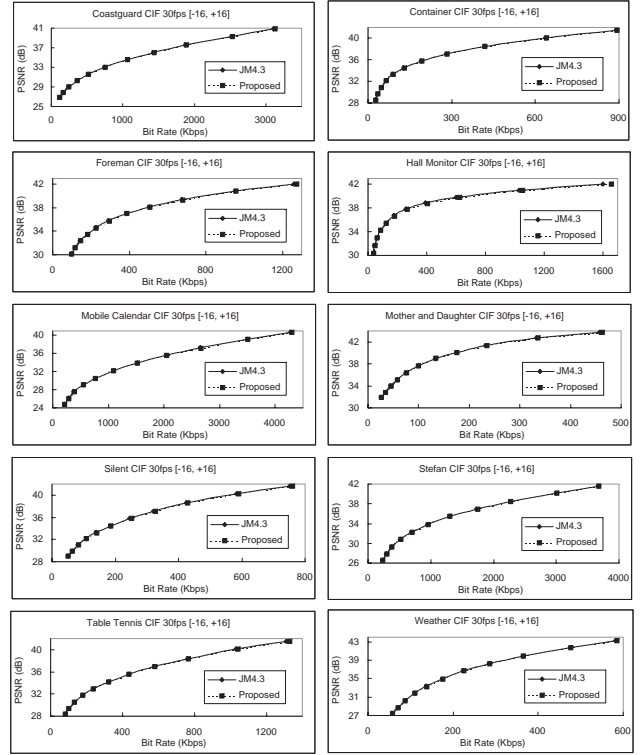 Coastguard CIF 30fps [-16, +16]
PSNR (dB)
41
37
33
29
25
JM4.3
Proposed
0 1000 2000 3000
Bit Rate (Kbps)
Container CIF 30fps [-16, +16]
PSNR (dB)
40
36
32
28
JM4.3
Proposed
0 300 600 900
Bit Rate (Kbps)
Foreman CIF 30fps [-16, +16]
PSNR (dB)
42
38
34
30
JM4.3
Proposed
0 400 800 1200
Bit Rate (Kbps)
Hall Monitor CIF 30fps [-16, +16]
PSNR (dB)
42
38
34
30
JM4.3
Proposed
0 400 800 1200 1600
Bit Rate (Kbps)
Mobile Calendar CIF 30fps [-16, +16]
PSNR (dB)
40
36
32
28
24
JM4.3
Proposed
0 1000 2000 3000 4000
Bit Rate (Kbps)
Mother and Daughter CIF 30fps [-16, +16]
PSNR (dB)
42
38
34
30
JM4.3
Proposed
0 100 200 300 400 500
Bit Rate (Kbps)
Silent CIF 30fps [-16, +16]
PSNR (dB)
40
36
32
28
JM4.3
Proposed
0 200 400 600 800
Bit Rate (Kbps)
Stefan CIF 30fps [-16, +16]
PSNR (dB)
42
38
34
30
26
JM4.3
Proposed
0 1000 2000 3000 4000
Bit Rate (Kbps)
Table Tennis CIF 30fps [-16, +16]
PSNR (dB)
40
36
32
28
JM4.3
Proposed
0 400 800 1200
Bit Rate (Kbps)
Weather CIF 30fps [-16, +16]
PSNR (dB)
43
39
35
31
27
JM4.3
Proposed
0 200 400 600
Bit Rate (Kbps)